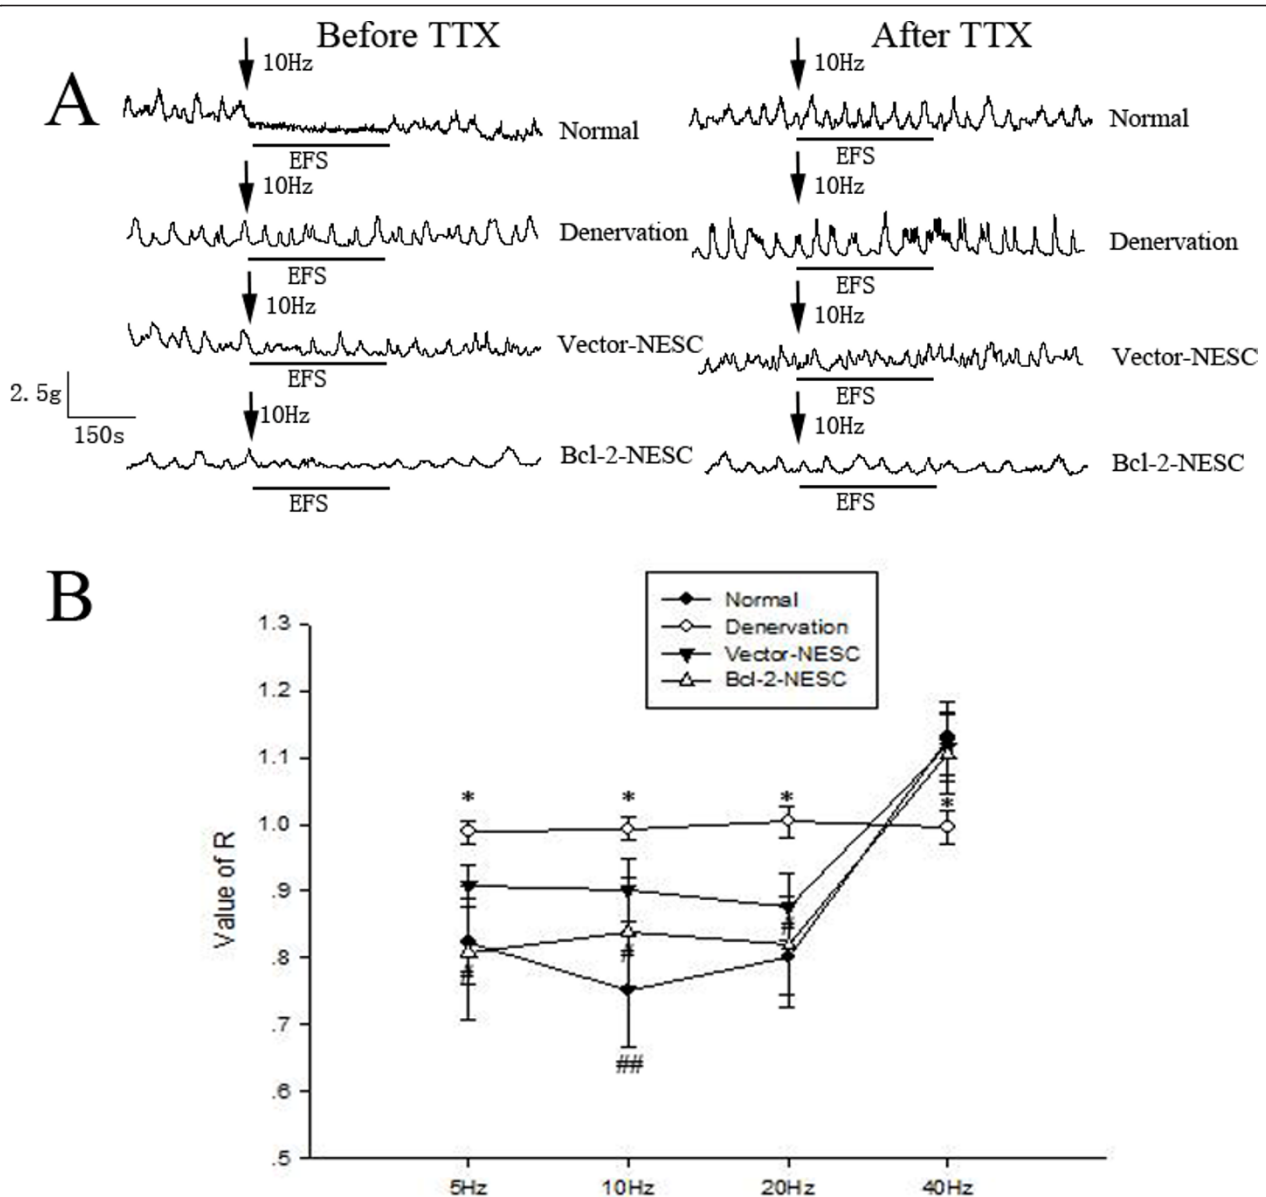 Before TTX
After TTX
A
10Hz
10Hz
Normal
Normal
EFS
EFS
10Hz
10Hz
Denervation
Denervation
EFS
EFS
10Hz
10Hz
Vector-NESC
Vector-NESC
EFS
EFS
2.5g
150s
10Hz
10Hz
Bcl-2-NESC
Bcl-2-NESC
EFS
EFS
B
Normal
Denervation
Vector-NESC
Bcl-2-NESC
Value of R
1.3
1.2
1.1
1.0
.9
.8
.7
.6
.5
* * * *
# # #
##
5Hz 10Hz 20Hz 40Hz